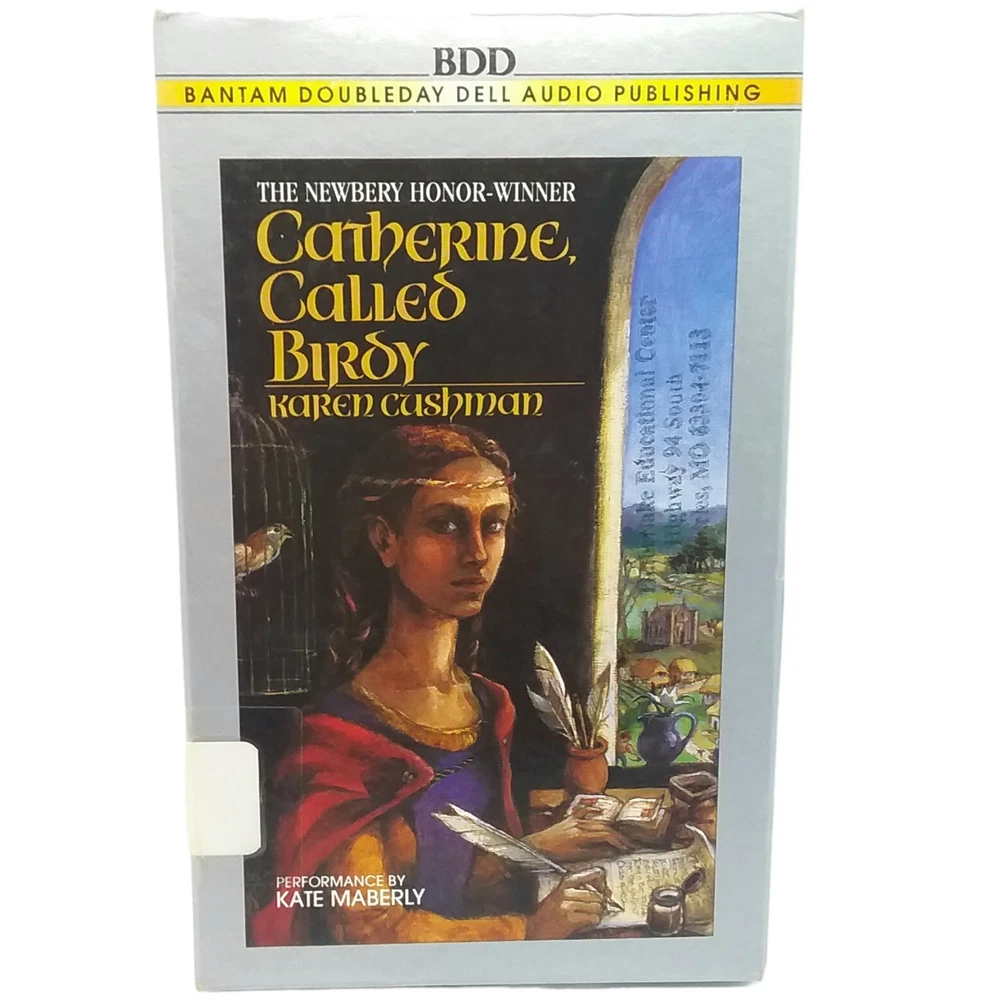 BDD
BANTAM DOUBLEDAY DELL AUDIO PUBLISHING
THE NEWBERY HONOR-WINNER
Catherine,
Called
Birdy
Karen Cushman
Educational Center
94 South
MO
PERFORMANCE BY
KATE MABERLY